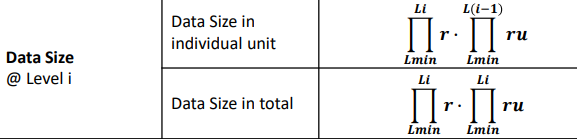 Data Size
@ Level i
Data Size in
individual unit
Li L(i−1)
∏ r · ∏ ru
Lmin Lmin
Data Size in total
Li Li
∏ r · ∏ ru
Lmin Lmin